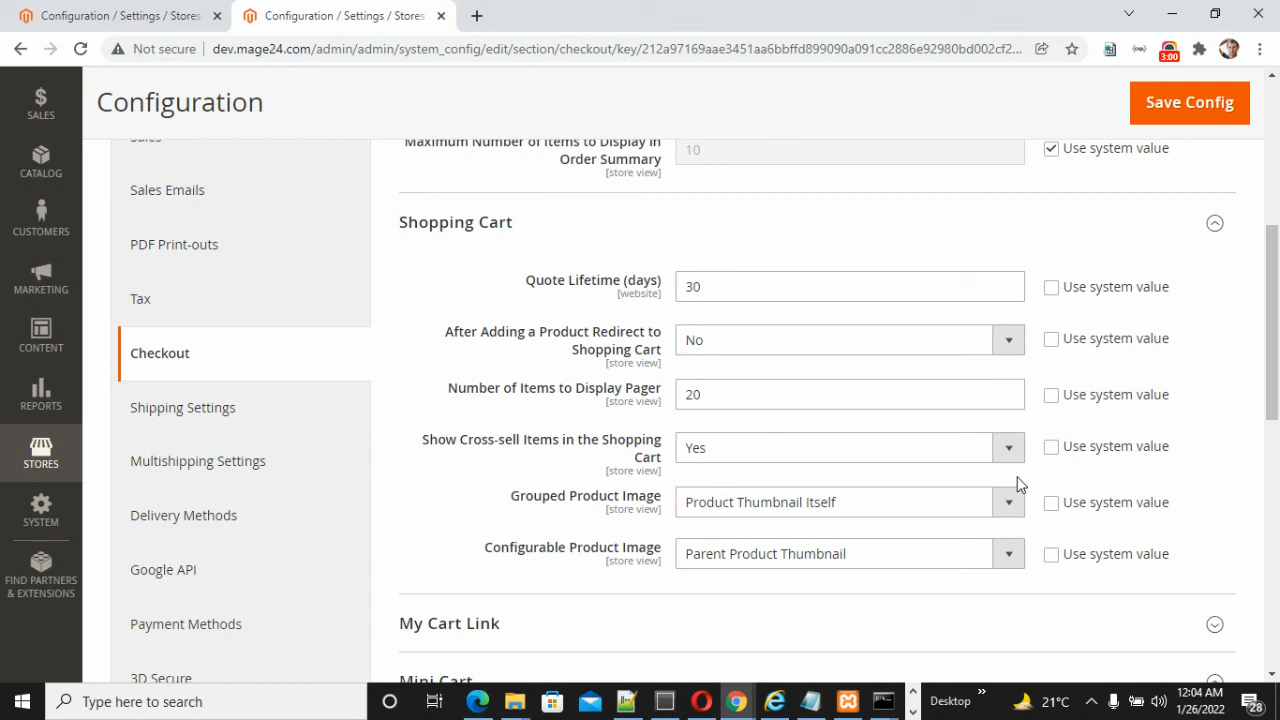 Configuration / Settings / Stores
Configuration / Settings / Stores
Not secure
dev.mage24.com/admin/admin/system_config/edit/section/checkout/key/212a97169aae3451aa6bbffd899090a091cc2886e92980bd002cf2...
3:00
SALES
CATALOG
CUSTOMERS
MARKETING
CONTENT
REPORTS
STORES
SYSTEM
FIND PARTNERS
& EXTENSIONS
Configuration
Save Config
Sales
Sales Emails
PDF Print-outs
Tax
Checkout
Shipping Settings
Multishipping Settings
Delivery Methods
Google API
Payment Methods
3D Secure
Maximum Number of Items to Display in
Order Summary
[store view]
10
Use system value
Shopping Cart
Quote Lifetime (days)
[website]
30
Use system value
After Adding a Product Redirect to
Shopping Cart
[store view]
No
Use system value
Number of Items to Display Pager
[store view]
20
Use system value
Show Cross-sell Items in the Shopping
Cart
[store view]
Yes
Use system value
Grouped Product Image
[store view]
Product Thumbnail Itself
Use system value
Configurable Product Image
[store view]
Parent Product Thumbnail
Use system value
My Cart Link
Mini Cart
Type here to search
Desktop
21°C
12:04 AM
1/26/2022
28